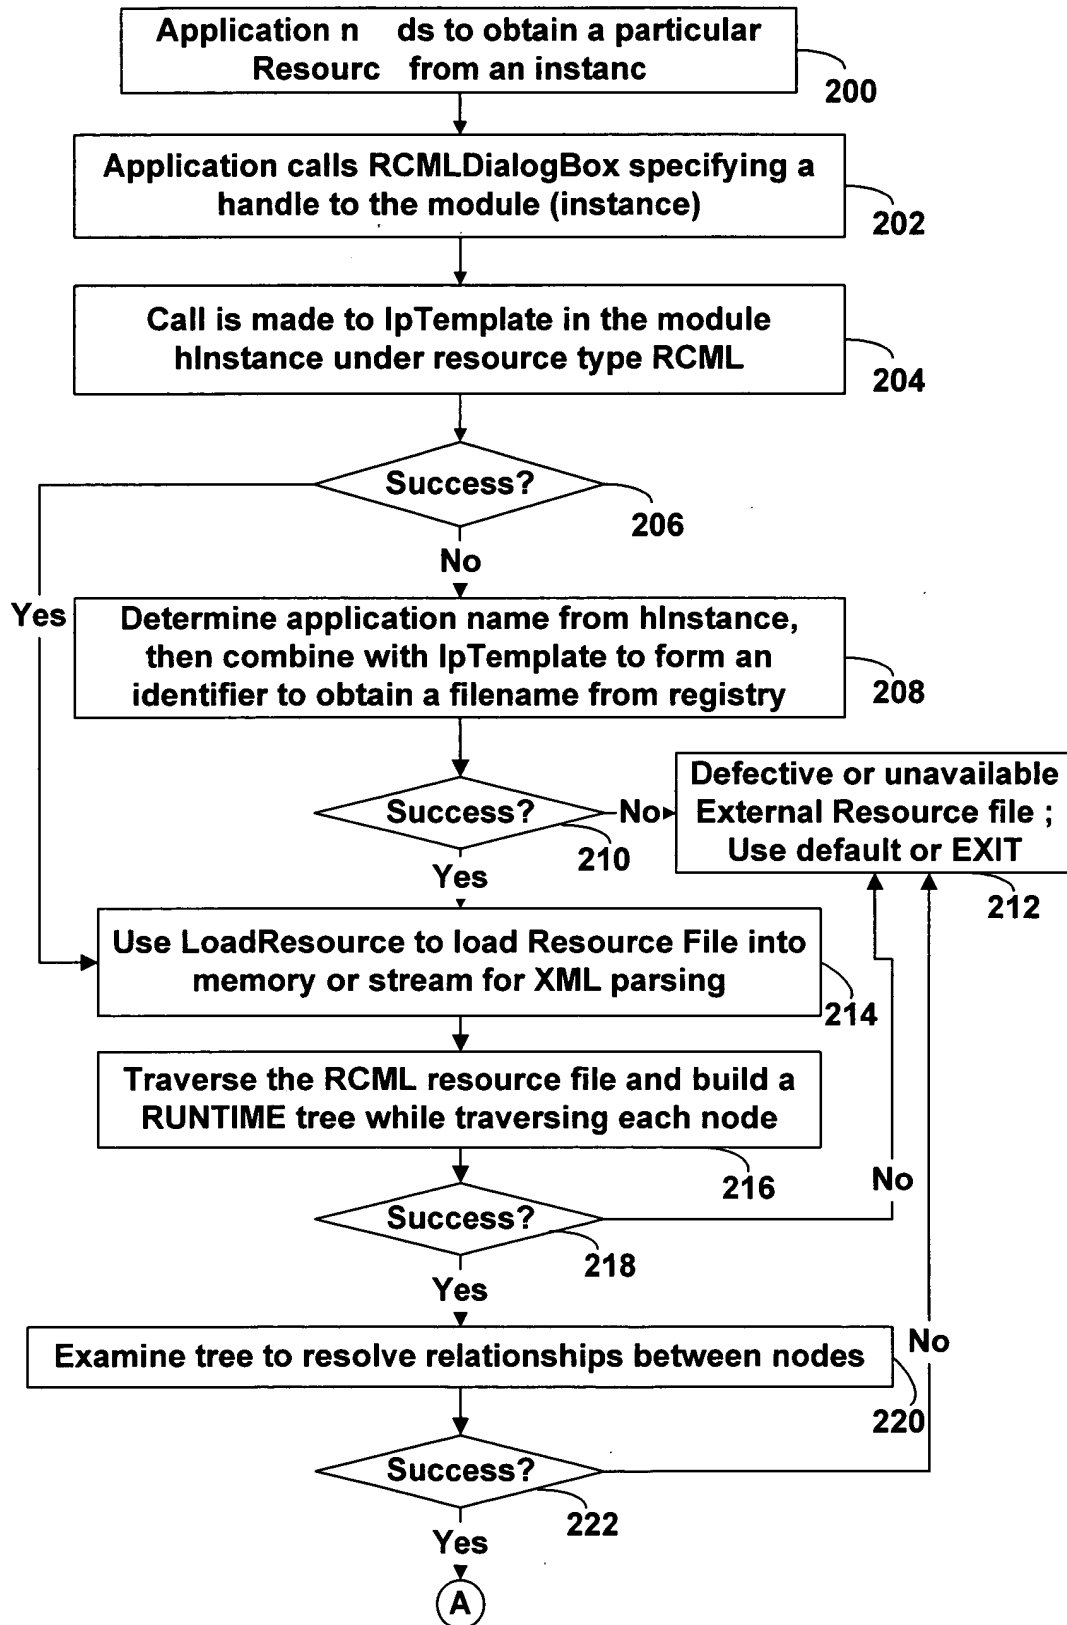 Application n ds to obtain a particular
Resourc from an instanc
200
Application calls RCMLDialogBox specifying a
handle to the module (instance)
202
Call is made to lpTemplate in the module
hInstance under resource type RCML
204
Success?
206
No
Yes
Determine application name from hInstance,
then combine with lpTemplate to form an
identifier to obtain a filename from registry
208
Success?
210
No
Defective or unavailable
External Resource file ;
Use default or EXIT
212
Yes
Use LoadResource to load Resource File into
memory or stream for XML parsing
214
Traverse the RCML resource file and build a
RUNTIME tree while traversing each node
216
No
Success?
218
Yes
Examine tree to resolve relationships between nodes
No
220
Success?
222
Yes
A